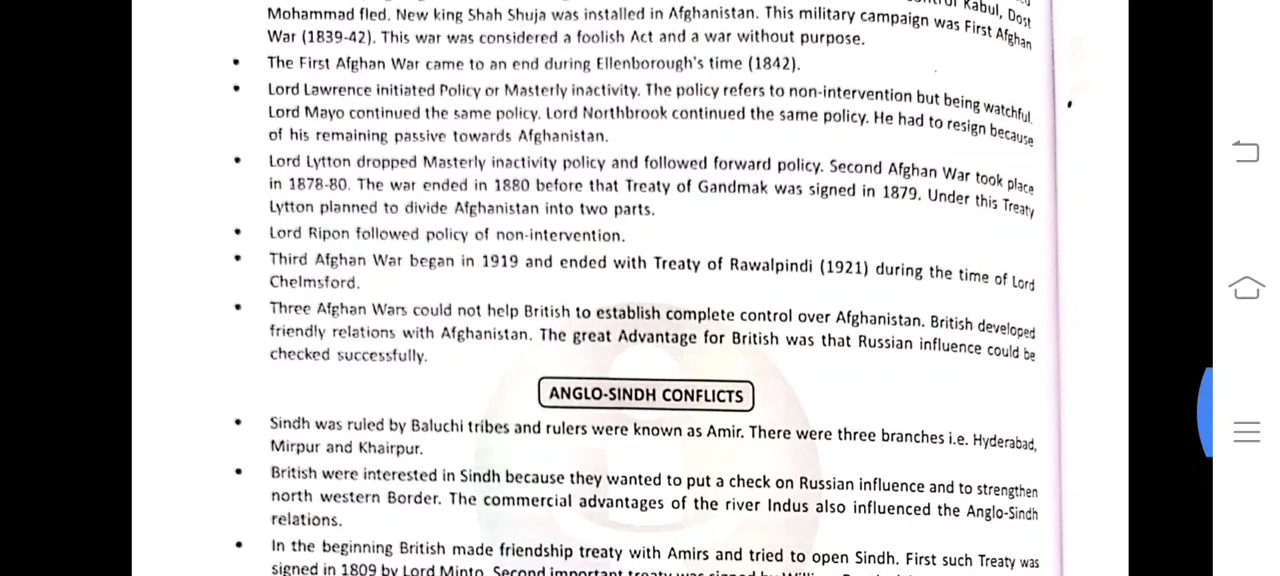 Kabul, Dost
Mohammad fled. New king Shah Shuja was installed in Afghanistan. This military campaign was First Afghan
War (1839-42). This war was considered a foolish Act and a war without purpose.
• The First Afghan War came to an end during Ellenborough's time (1842).
• Lord Lawrence initiated Policy or Masterly inactivity. The policy refers to non-intervention but being watchful.
Lord Mayo continued the same policy. Lord Northbrook continued the same policy. He had to resign because
of his remaining passive towards Afghanistan.
• Lord Lytton dropped Masterly inactivity policy and followed forward policy. Second Afghan War took place
in 1878-80. The war ended in 1880 before that Treaty of Gandmak was signed in 1879. Under this Treaty
Lytton planned to divide Afghanistan into two parts.
• Lord Ripon followed policy of non-intervention.
• Third Afghan War began in 1919 and ended with Treaty of Rawalpindi (1921) during the time of Lord
Chelmsford.
• Three Afghan Wars could not help British to establish complete control over Afghanistan. British developed
friendly relations with Afghanistan. The great Advantage for British was that Russian influence could be
checked successfully.
ANGLO-SINDH CONFLICTS
• Sindh was ruled by Baluchi tribes and rulers were known as Amir. There were three branches i.e. Hyderabad,
Mirpur and Khairpur.
• British were interested in Sindh because they wanted to put a check on Russian influence and to strengthen
north western Border. The commercial advantages of the river Indus also influenced the Anglo-Sindh
relations.
• In the beginning British made friendship treaty with Amirs and tried to open Sindh. First such Treaty was
signed in 1809 by Lord Minto. Second important treaty was signed by